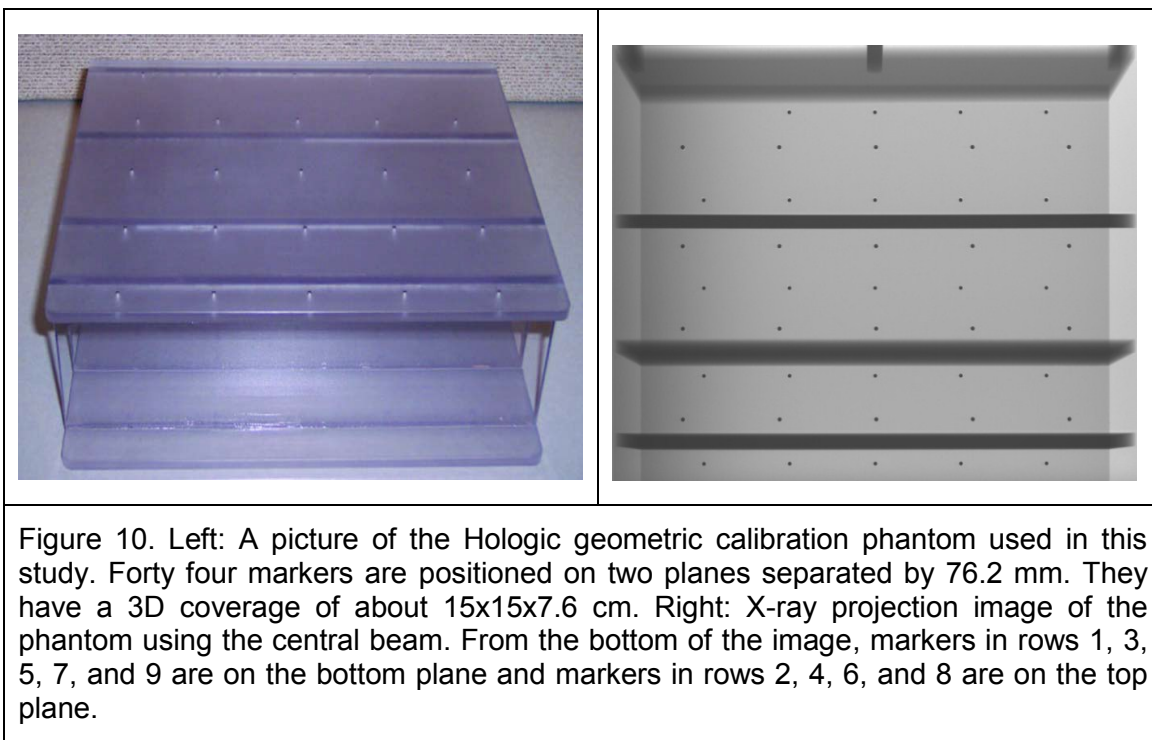 Figure 10. Left: A picture of the Hologic geometric calibration phantom used in this
study. Forty four markers are positioned on two planes separated by 76.2 mm. They
have a 3D coverage of about 15x15x7.6 cm. Right: X-ray projection image of the
phantom using the central beam. From the bottom of the image, markers in rows 1, 3,
5, 7, and 9 are on the bottom plane and markers in rows 2, 4, 6, and 8 are on the top
plane.